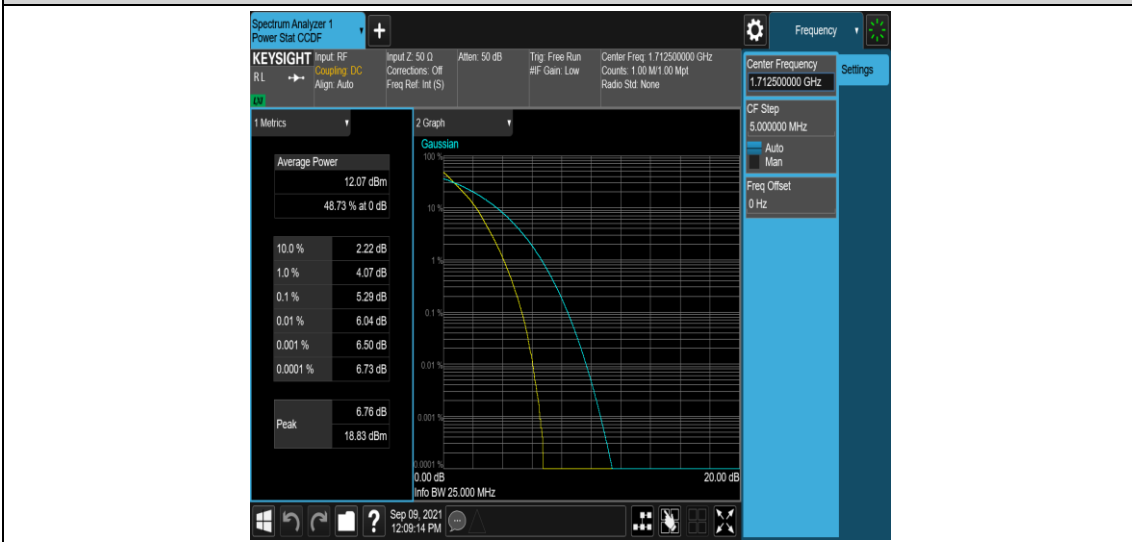 Spectrum Analyzer 1
Power Stat CCDF
+
Frequency
KEYSIGHT
RL
LXI
Input: RF
Coupling: DC
Align: Auto
Input Z: 50 Ω
Corrections: Off
Freq Ref: Int (S)
Atten: 50 dB
Trig: Free Run
#IF Gain: Low
Center Freq: 1.712500000 GHz
Counts: 1.00 M/1.00 Mpt
Radio Std: None
Center Frequency
1.712500000 GHz
Settings
CF Step
5.000000 MHz
Auto
Man
Freq Offset
0 Hz
1 Metrics
Average Power
12.07 dBm
48.73 % at 0 dB
10.0 % 2.22 dB
1.0 % 4.07 dB
0.1 % 5.29 dB
0.01 % 6.04 dB
0.001 % 6.50 dB
0.0001 % 6.73 dB
Peak
6.76 dB
18.83 dBm
2 Graph
Gaussian
100 %
10 %
1 %
0.1 %
0.01 %
0.001 %
0.0001 %
0.00 dB 20.00 dB
Info BW 25.000 MHz
?
Sep 09, 2021
12:09:14 PM